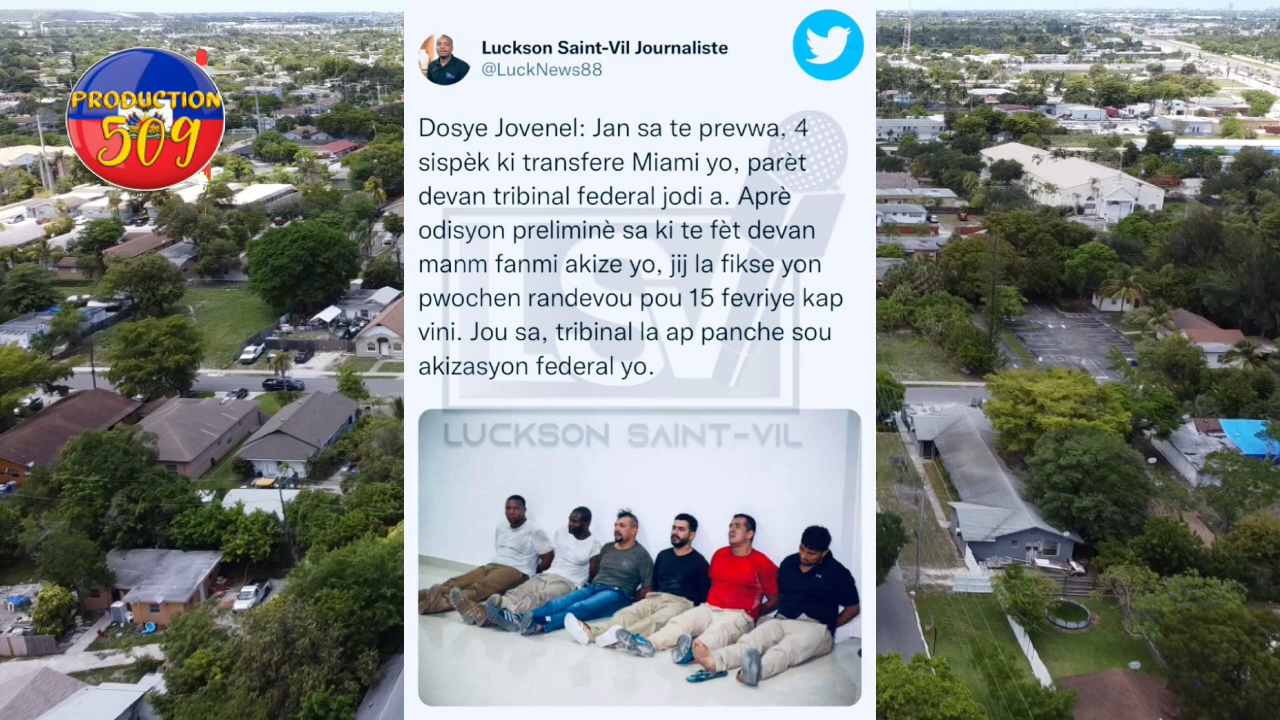 PRODUCTION
509
Luckson Saint-Vil Journaliste
@LuckNews88
Dosye Jovenel: Jan sa te prevwa, 4
sispèk ki transfere Miami yo, parèt
devan tribinal federal jodi a. Aprè
odisyon preliminè sa ki te fèt devan
manm fanmi akize yo, jij la fikse yon
pwochen randevou pou 15 fevriye kap
vini. Jou sa, tribinal la ap panche sou
akizasyon federal yo.
LSV
LUCKSON SAINT-VIL